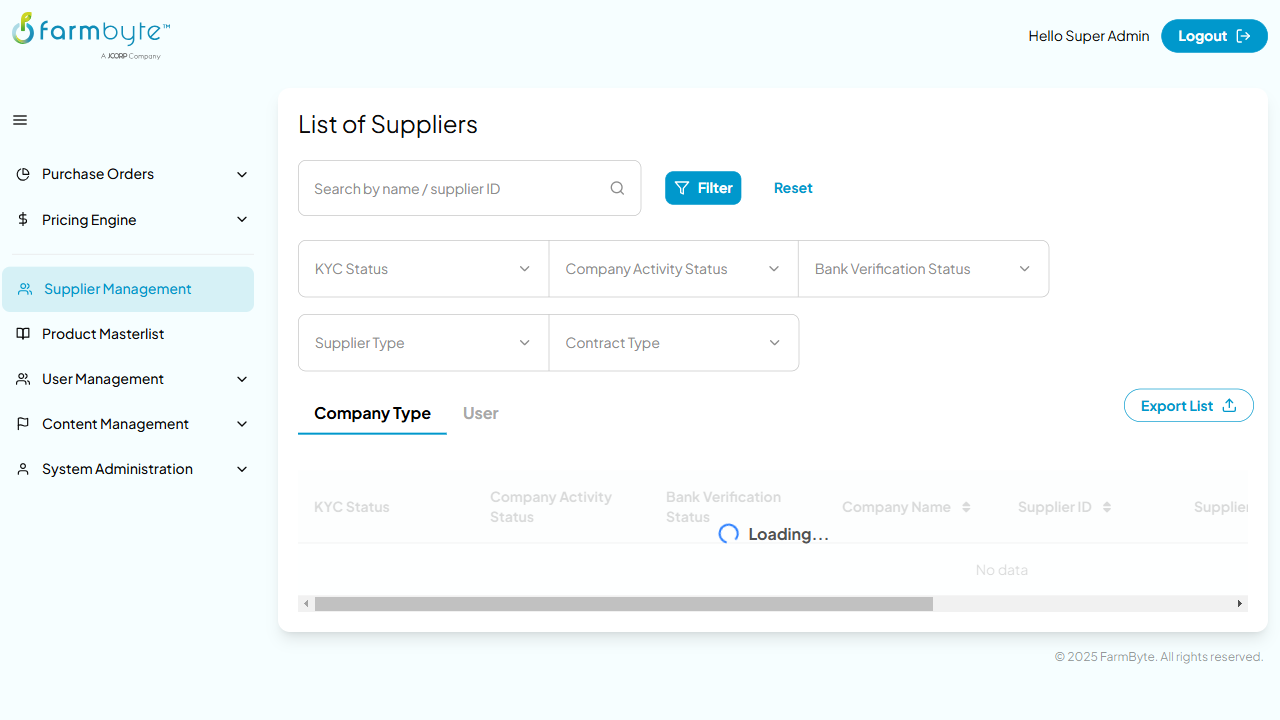 farmbyte™
A JCORP Company
Hello Super Admin
Logout
List of Suppliers
Purchase Orders
Search by name / supplier ID
Filter
Reset
Pricing Engine
KYC Status
Company Activity Status
Bank Verification Status
Supplier Management
Product Masterlist
Supplier Type
Contract Type
User Management
Content Management
System Administration
Company Type
User
Export List
KYC Status
Company Activity
Status
Bank Verification
Status
Company Name
Supplier ID
Supplier
Loading...
No data
© 2025 FarmByte. All rights reserved.